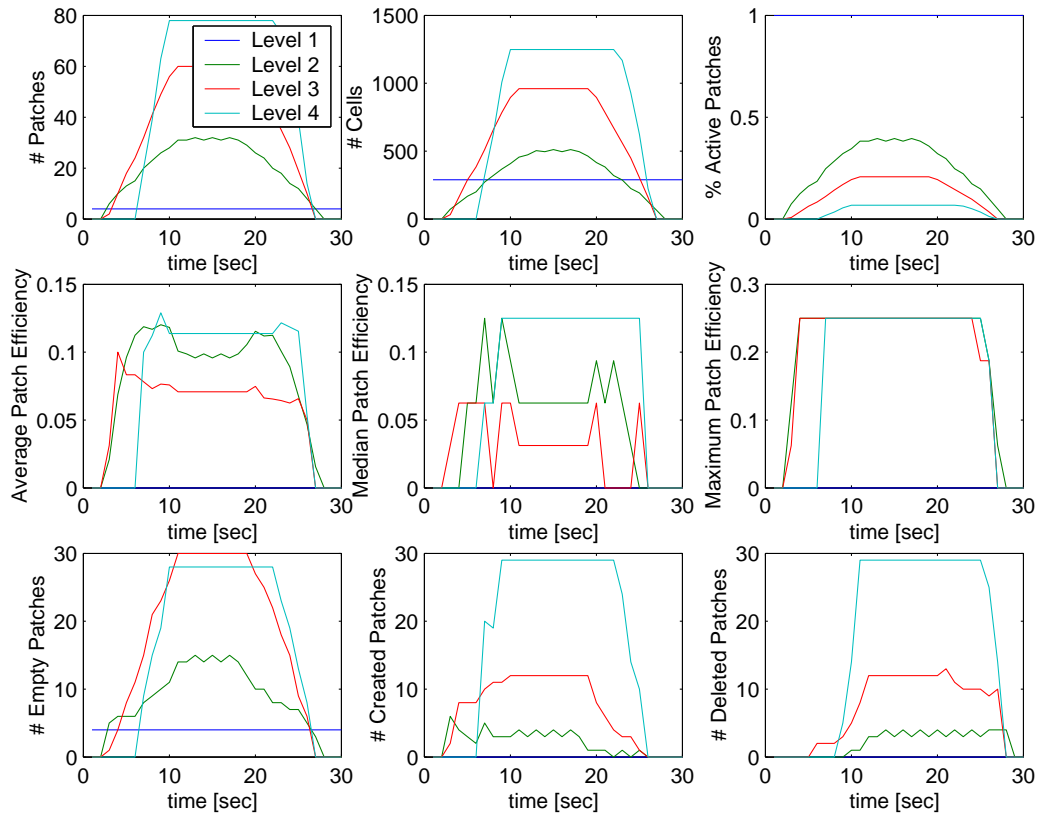 # Patches
80
60
40
20
0
0 10 20 30
time [sec]
Level 1
Level 2
Level 3
Level 4
# Cells
1500
1000
500
0
0 10 20 30
time [sec]
% Active Patches
1
0.5
0
0 10 20 30
time [sec]
Average Patch Efficiency
0.15
0.1
0.05
0
0 10 20 30
time [sec]
Median Patch Efficiency
0.15
0.1
0.05
0
0 10 20 30
time [sec]
Maximum Patch Efficiency
0.3
0.2
0.1
0
0 10 20 30
time [sec]
# Empty Patches
30
20
10
0
0 10 20 30
time [sec]
# Created Patches
30
20
10
0
0 10 20 30
time [sec]
# Deleted Patches
30
20
10
0
0 10 20 30
time [sec]